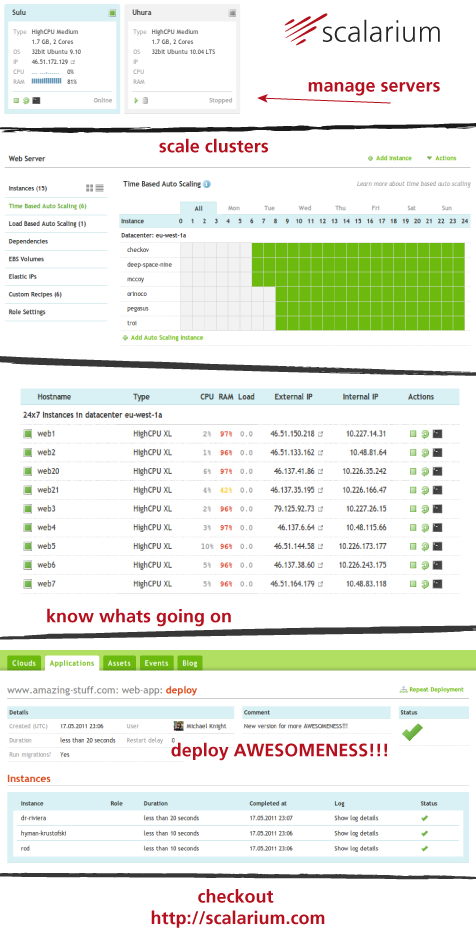 Sulu
Type HighCPU Medium
1.7 GB, 2 Cores
OS 32bit Ubuntu 9.10
IP 46.51.172.129
CPU 0%
RAM 81%
Online
Uhura
Type HighCPU Medium
1.7 GB, 2 Cores
OS 32bit Ubuntu 10.04 LTS
IP -
CPU -
RAM -
Stopped
scalarium
manage servers
scale clusters
Web Server
Add Instance Actions
Instances (15)
Time Based Auto Scaling (6)
Load Based Auto Scaling (1)
Dependencies
EBS Volumes
Elastic IPs
Custom Recipes (6)
Role Settings
Time Based Auto Scaling
Learn more about time based auto scaling
All Mon Tue Wed Thu Fri Sat Sun
Instance 0 1 2 3 4 5 6 7 8 9 10 11 12 13 14 15 16 17 18 19 20 21 22 23 24
Datacenter: eu-west-1a
checkov
deep-space-nine
mccoy
orinoco
pegasus
troi
Add Auto Scaling Instance
Hostname Type CPU RAM Load External IP Internal IP Actions
24x7 Instances in datacenter eu-west-1a
web1 HighCPU XL 2% 97% 0.0 46.51.150.218 10.227.14.31
web2 HighCPU XL 1% 96% 0.0 46.51.133.162 10.48.81.64
web20 HighCPU XL 6% 97% 0.0 46.137.41.86 10.226.35.242
web21 HighCPU XL 6% 42% 0.0 46.137.35.195 10.226.166.47
web3 HighCPU XL 2% 96% 0.0 79.125.92.73 10.227.26.15
web4 HighCPU XL 3% 97% 0.0 46.137.6.64 10.48.115.66
web5 HighCPU XL 10% 96% 0.0 46.51.144.58 10.226.173.177
web6 HighCPU XL 5% 96% 0.0 46.137.38.60 10.226.243.175
web7 HighCPU XL 5% 96% 0.0 46.51.164.179 10.48.83.118
know whats going on
Clouds Applications Assets Events Blog
www.amazing-stuff.com: web-app: deploy
Repeat Deployment
Details
Created (UTC) 17.05.2011 23:06 User Michael Knight
Duration less than 20 seconds Restart delay 0
Run migrations? Yes
Comment
New version for more AWESOMENESS!!!
Status
deploy AWESOMENESS!!!
Instances
Instance Role Duration Completed at Log Status
dr-riviera less than 20 seconds 17.05.2011 23:07 Show log details
hyman-krustofski less than 10 seconds 17.05.2011 23:06 Show log details
rod less than 10 seconds 17.05.2011 23:06 Show log details
checkout
http://scalarium.com